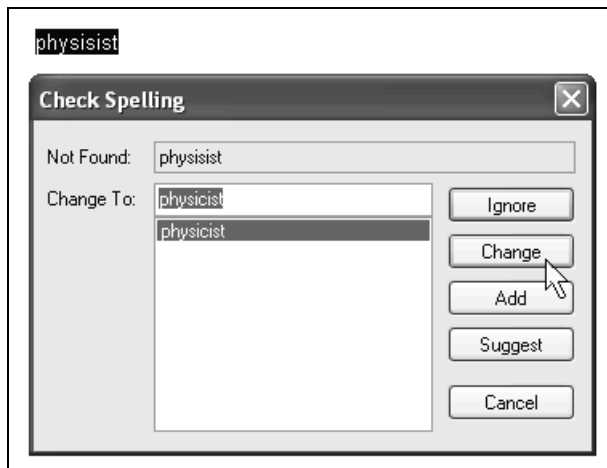 physisist
Check Spelling
Not Found: physisist
Change To: physicist
physicist
Ignore
Change
Add
Suggest
Cancel